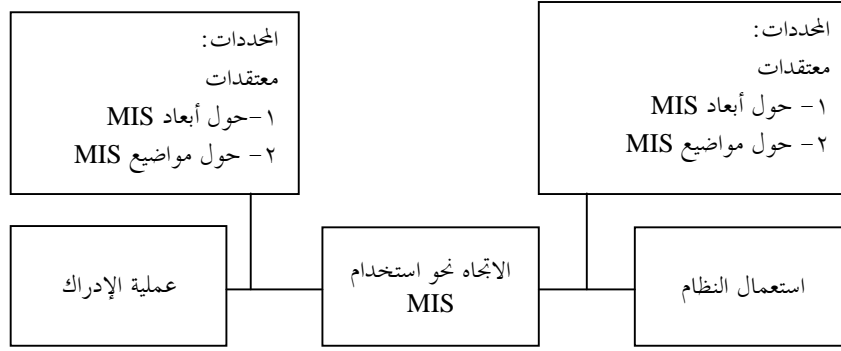 المحددات:
معتقدات
١- حول أبعاد MIS
٢- حول مواضيع MIS
المحددات:
معتقدات
١-حول أبعاد MIS
٢- حول مواضيع MIS
استعمال النظام
الاتجاه نحو استخدام
MIS
عملية الإدراك